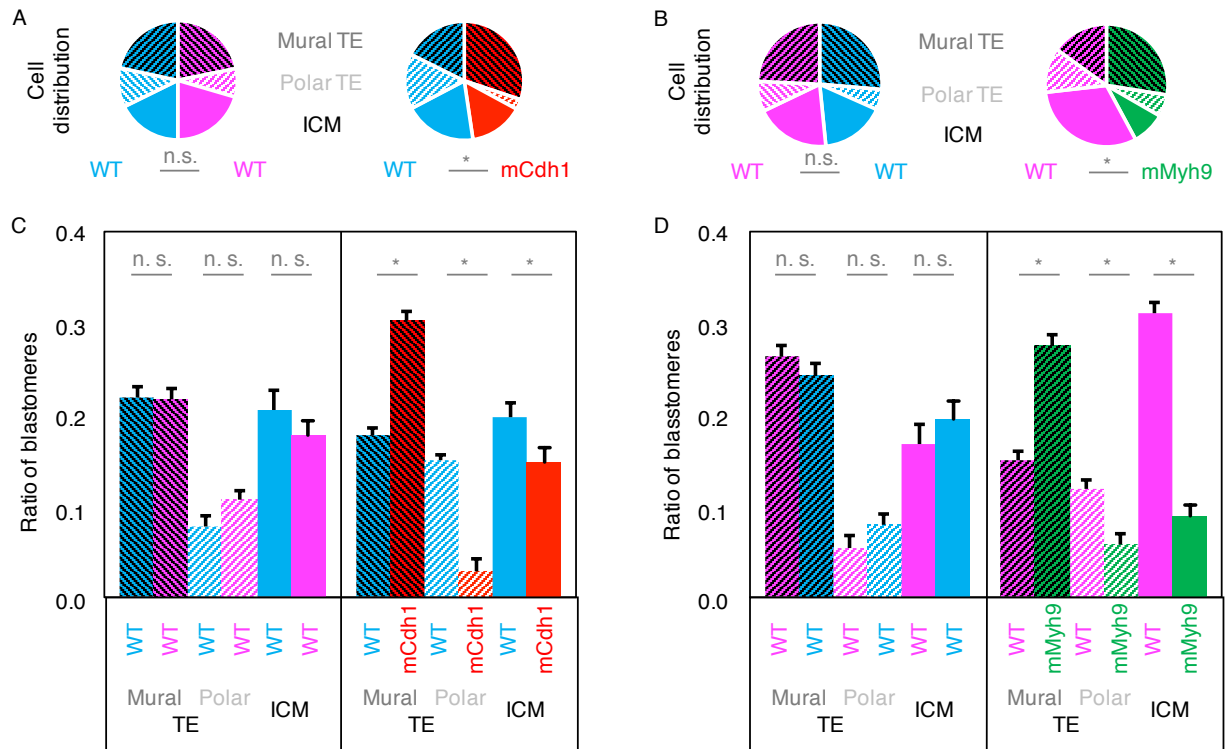 A
Cell
distribution
Mural TE
Polar TE
ICM
WT
n.s.
WT
WT
*
mCdh1
B
Cell
distribution
Mural TE
Polar TE
ICM
WT
n.s.
WT
WT
*
mMyh9
C
Ratio of blasstomeres
0.4
0.3
0.2
0.1
0.0
n. s.
n. s.
n. s.
*
*
*
WT
WT
WT
WT
WT
WT
WT
mCdh1
WT
mCdh1
WT
mCdh1
Mural
Polar
TE
ICM
Mural
Polar
TE
ICM
D
Ratio of blasstomeres
0.4
0.3
0.2
0.1
0.0
n. s.
n. s.
n. s.
*
*
*
WT
WT
WT
WT
WT
WT
WT
mMyh9
WT
mMyh9
WT
mMyh9
Mural
Polar
TE
ICM
Mural
Polar
TE
ICM